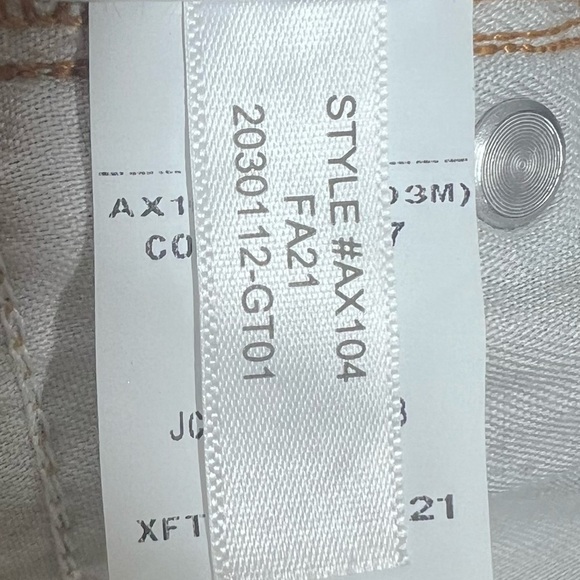 STYLE #AX104
FA21
2030112-GT01
AX1 03M)
CO 7
JC 3
XFT 21